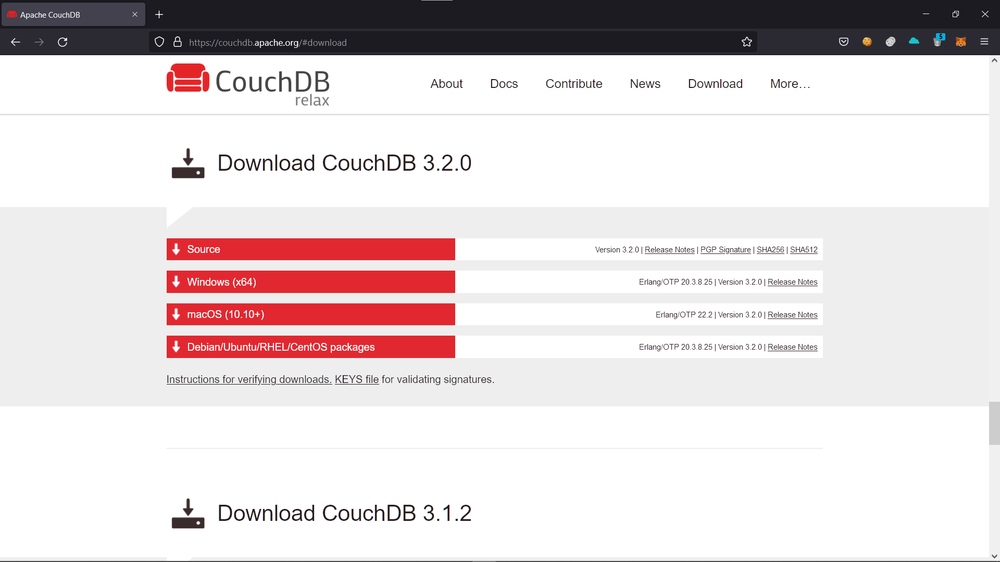 Apache CouchDB
https://couchdb.apache.org/#download
5
CouchDB
relax
About Docs Contribute News Download More…
Download CouchDB 3.2.0
Source Version 3.2.0 | Release Notes | PGP Signature | SHA256 | SHA512
Windows (x64) Erlang/OTP 20.3.8.25 | Version 3.2.0 | Release Notes
macOS (10.10+) Erlang/OTP 22.2 | Version 3.2.0 | Release Notes
Debian/Ubuntu/RHEL/CentOS packages Erlang/OTP 20.3.8.25 | Version 3.2.0 | Release Notes
Instructions for verifying downloads. KEYS file for validating signatures.
Download CouchDB 3.1.2